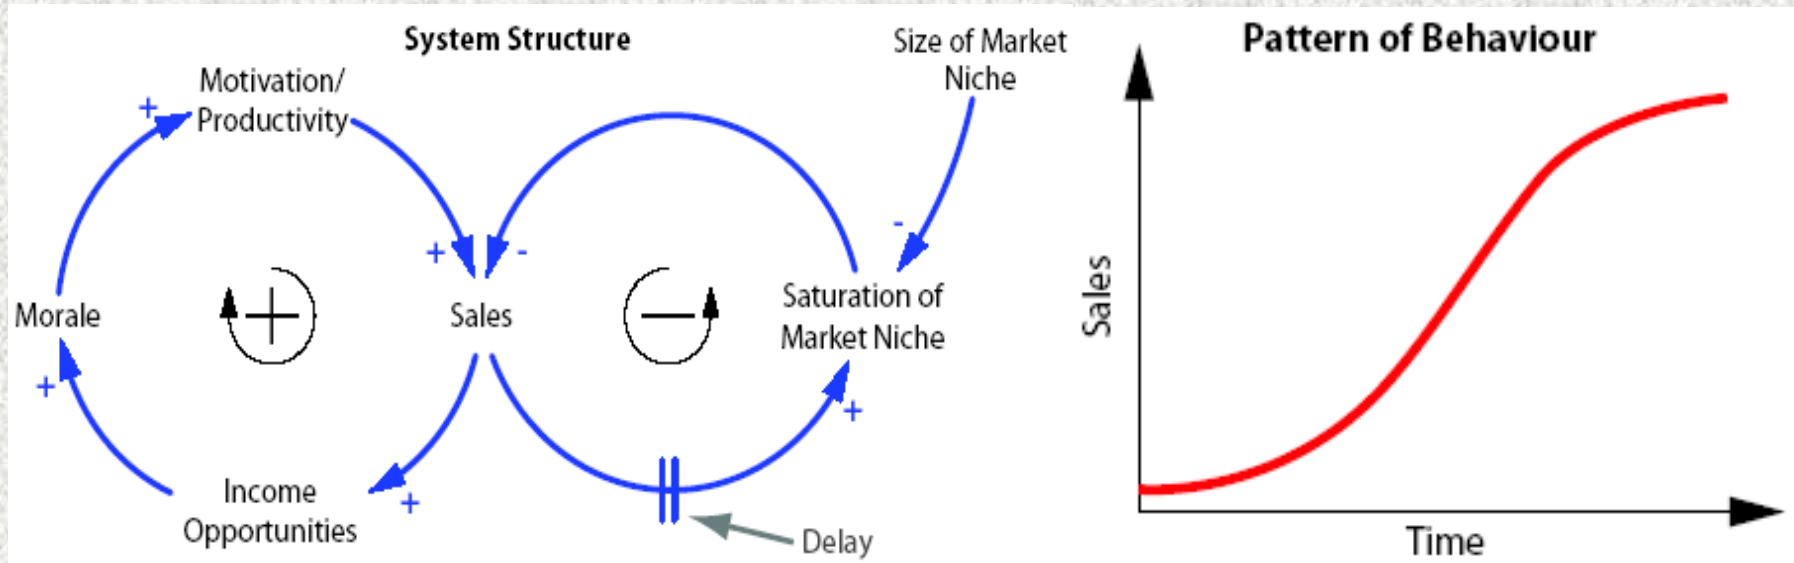 System Structure
Size of Market
Niche
Motivation/
Productivity
+
+
-
-
Morale
+
Sales
-
Saturation of
Market Niche
+
+
+
Income
Opportunities
Delay
Pattern of Behaviour
Sales
Time